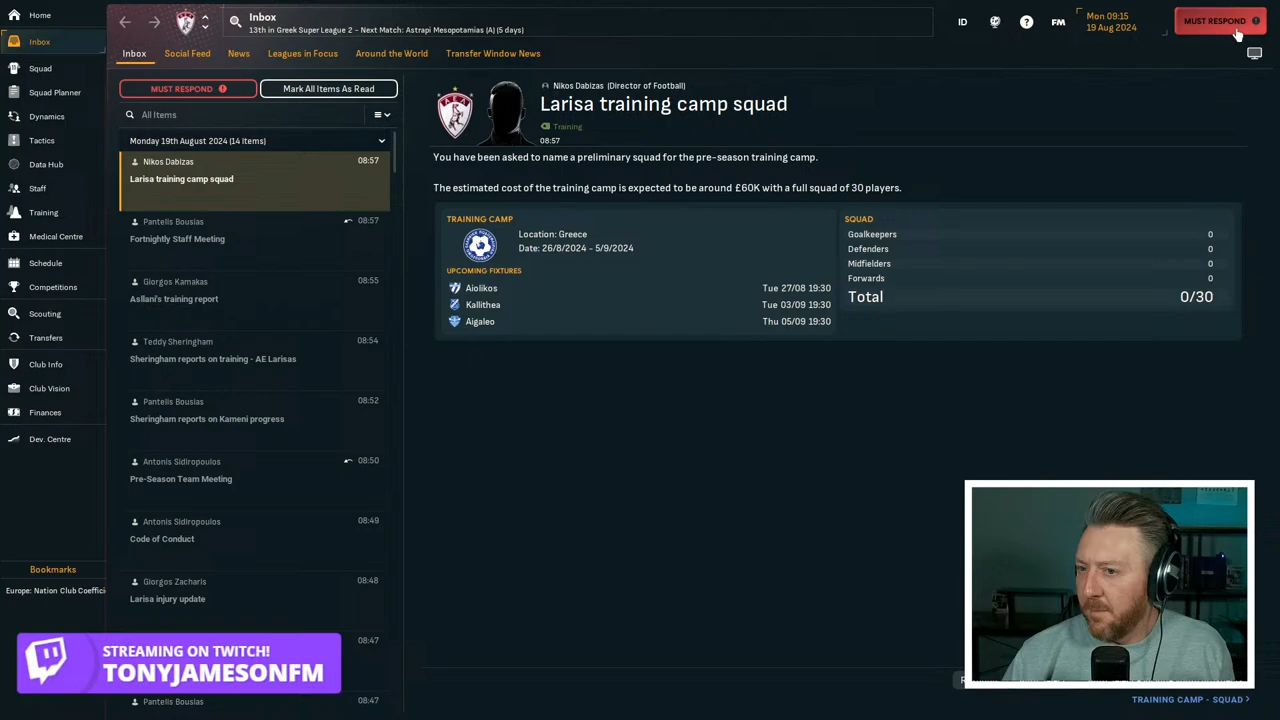 Home
Inbox
Squad
Squad Planner
Dynamics
Tactics
Data Hub
Staff
Training
Medical Centre
Schedule
Competitions
Scouting
Transfers
Club Info
Club Vision
Finances
Dev. Centre
Bookmarks
Europe: Nation Club Coeffici
Inbox
13th in Greek Super League 2 - Next Match: Astrapi Mesopotamias (A) (5 days)
ID
FM
Mon 09:15
19 Aug 2024
MUST RESPOND
Inbox
Social Feed
News
Leagues in Focus
Around the World
Transfer Window News
MUST RESPOND
Mark All Items As Read
All Items
Monday 19th August 2024 (14 items)
Nikos Dabizas 08:57
Larisa training camp squad
Pantelis Bousias 08:57
Fortnightly Staff Meeting
Giorgos Kamakas 08:55
Asllani's training report
Teddy Sheringham 08:54
Sheringham reports on training - AE Larisas
Pantelis Bousias 08:52
Sheringham reports on Kameni progress
Antonis Sidiropoulos 08:50
Pre-Season Team Meeting
Antonis Sidiropoulos 08:49
Code of Conduct
Giorgos Zacharis 08:48
Larisa injury update
08:47
Pantelis Bousias 08:47
Nikos Dabizas (Director of Football)
Larisa training camp squad
Training
08:57
You have been asked to name a preliminary squad for the pre-season training camp.
The estimated cost of the training camp is expected to be around £60K with a full squad of 30 players.
TRAINING CAMP
Location: Greece
Date: 26/8/2024 - 5/9/2024
UPCOMING FIXTURES
Aiolikos Tue 27/08 19:30
Kallithea Tue 03/09 19:30
Aigaleo Thu 05/09 19:30
SQUAD
Goalkeepers 0
Defenders 0
Midfielders 0
Forwards 0
Total 0/30
STREAMING ON TWITCH!
TONYJAMESONFM
TRAINING CAMP - SQUAD